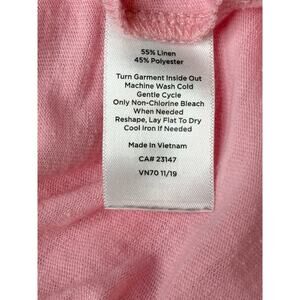 55% Linen
45% Polyester
Turn Garment Inside Out
Machine Wash Cold
Gentle Cycle
Only Non-Chlorine Bleach
When Needed
Reshape, Lay Flat To Dry
Cool Iron If Needed
Made In Vietnam
CA# 23147
VN70 11/19